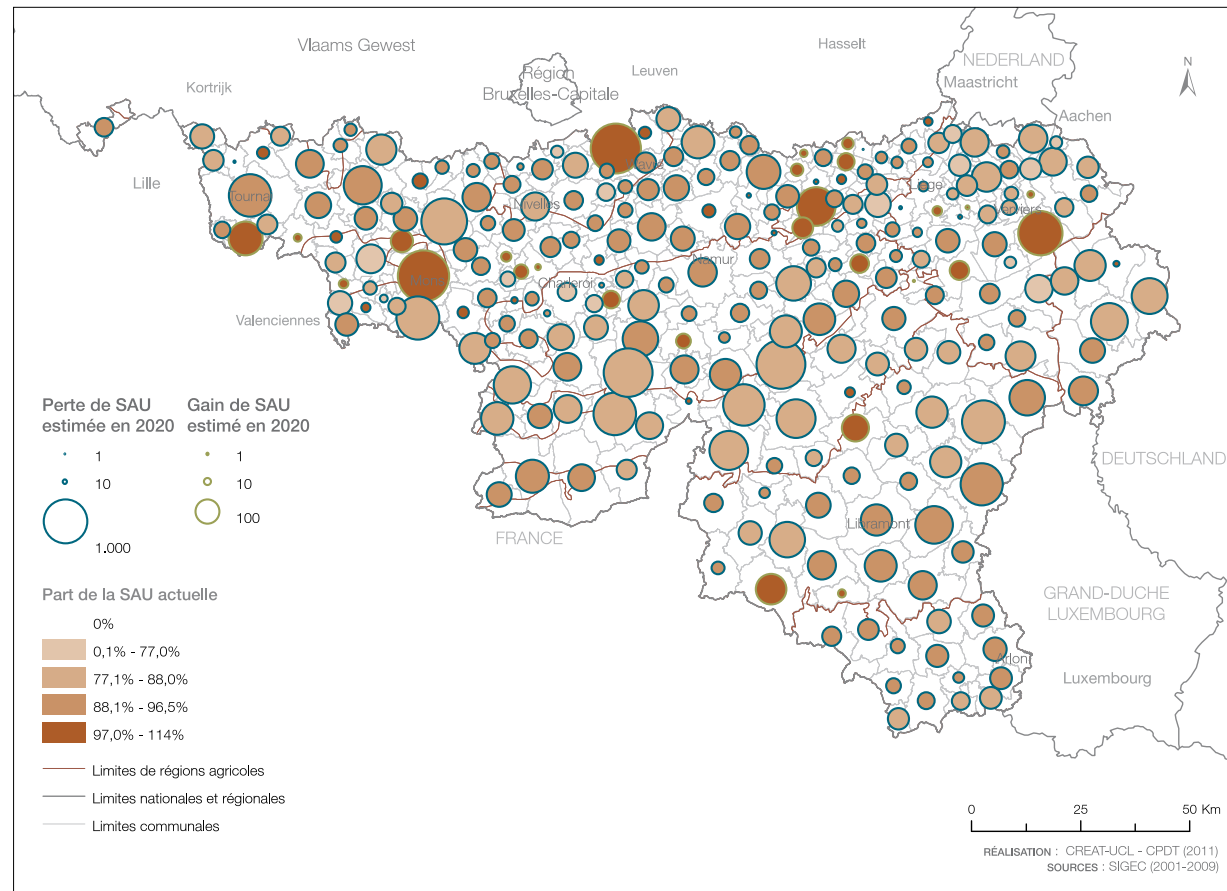 Vlaams Gewest
Hasselt
NEDERLAND
Maastricht
Kortrijk
Région
Bruxelles-Capitale
Leuven
N
Aachen
Lille
Tournai
Wavre
Liège
Nivelles
Verviers
Namur
Charleroi
Mons
Valenciennes
Perte de SAU
estimée en 2020
1
10
1.000
Gain de SAU
estimé en 2020
1
10
100
DEUTSCHLAND
Libramont
FRANCE
Part de la SAU actuelle
0%
0,1% - 77,0%
77,1% - 88,0%
88,1% - 96,5%
97,0% - 114%
GRAND-DUCHE
LUXEMBOURG
Arlon
Luxembourg
Limites de régions agricoles
Limites nationales et régionales
Limites communales
0 25 50 Km
RÉALISATION : CREAT-UCL - CPDT (2011)
SOURCES : SIGEC (2001-2009)